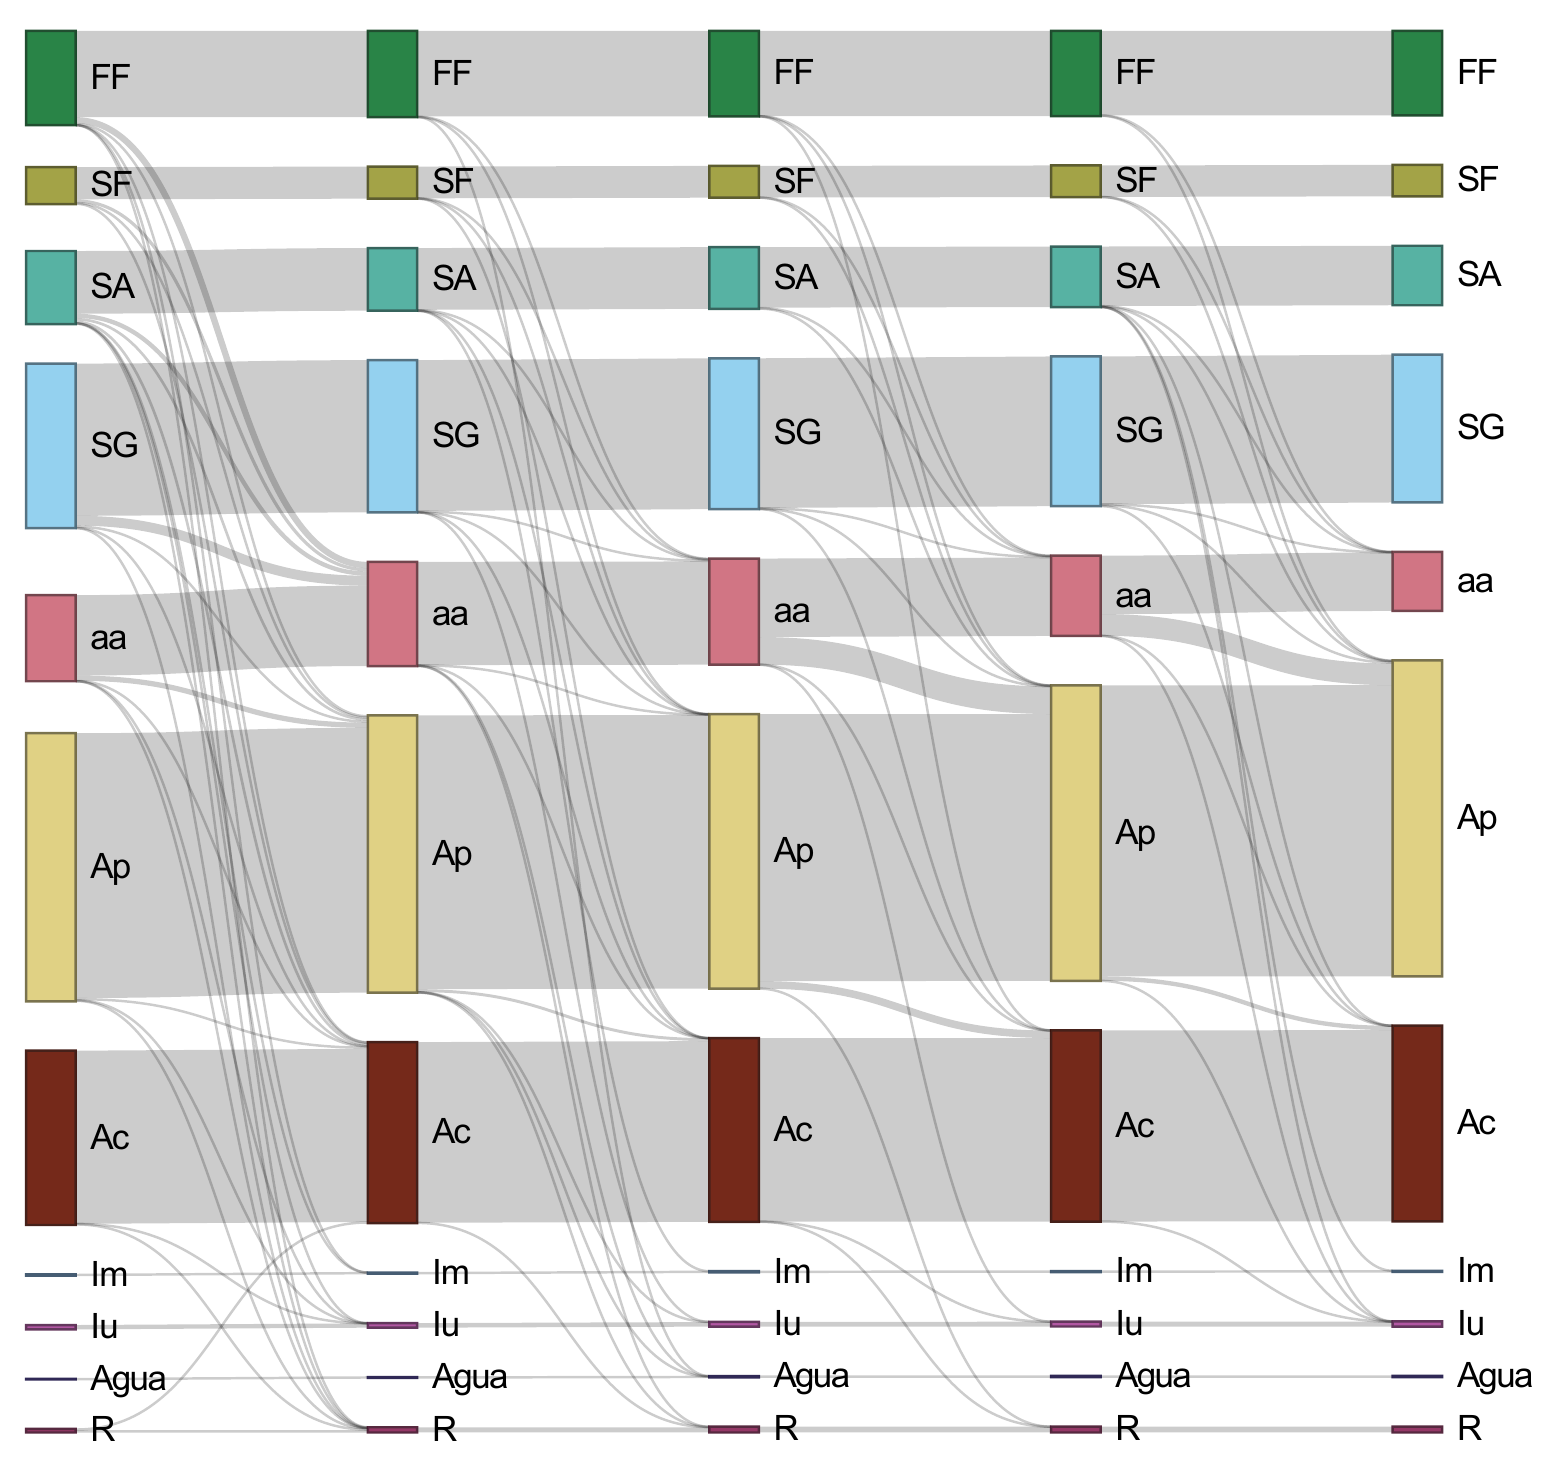 FF FF FF FF FF
SF SF SF SF SF
SA SA SA SA SA
SG SG SG SG SG
aa aa aa aa aa
Ap Ap Ap Ap Ap
Ac Ac Ac Ac Ac
Im Im Im Im Im
Iu Iu Iu Iu Iu
Agua Agua Agua Agua Agua
R R R R R